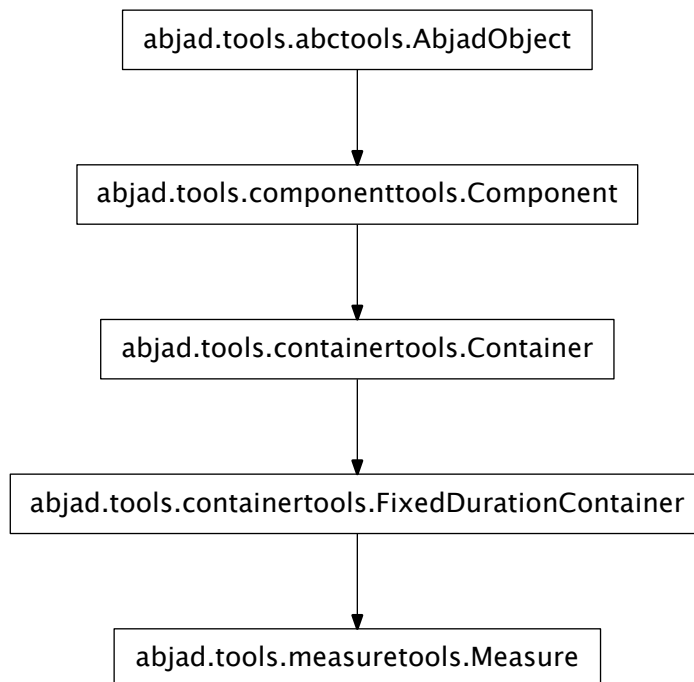 abjad.tools.abctools.AbjadObject
abjad.tools.componenttools.Component
abjad.tools.containertools.Container
abjad.tools.containertools.FixedDurationContainer
abjad.tools.measuretools.Measure